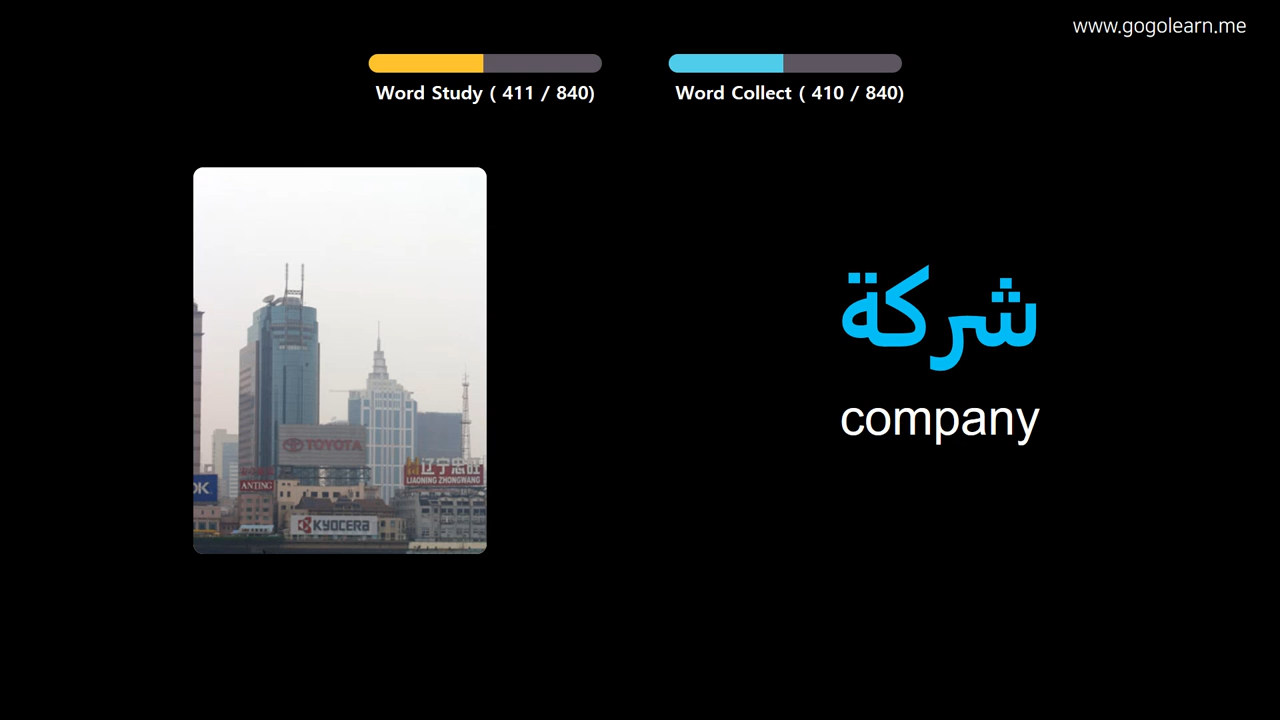 www.gogolearn.me
Word Study ( 411 / 840)
Word Collect ( 410 / 840)
شركة
company
TOYOTA
辽宁忠旺
LIAONING ZHONGWANG
OK
ANTING
KYOCERA